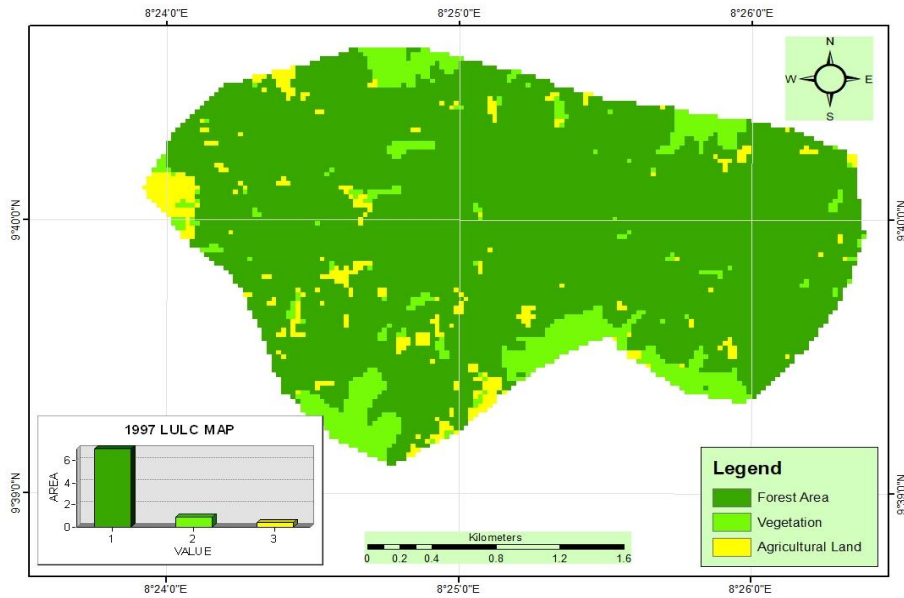 8°24'0"E 8°25'0"E 8°26'0"E
N
W E
S
9°40'0"N 9°40'0"N
1997 LULC MAP
AREA
6
4
2
0
1 2 3
VALUE
Legend
Forest Area
Vegetation
Agricultural Land
Kilometers
0 0.2 0.4 0.8 1.2 1.6
9°39'0"N 9°39'0"N
8°24'0"E 8°25'0"E 8°26'0"E